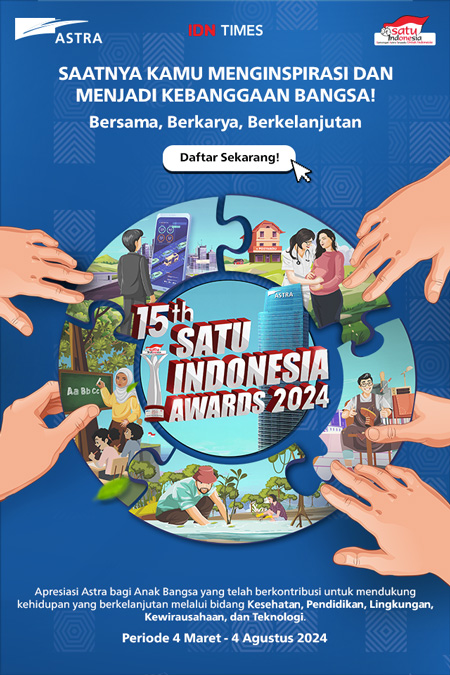 ASTRA
IDN TIMES
satu
indonesia
SAATNYA KAMU MENGINSPIRASI DAN
MENJADI KEBANGGAAN BANGSA!
Bersama, Berkarya, Berkelanjutan
Daftar Sekarang!
ASTRA
15th
SATU
INDONESIA
AWARDS 2024
Aa Bb Cc
Apresiasi Astra bagi Anak Bangsa yang telah berkontribusi untuk mendukung
kehidupan yang berkelanjutan melalui bidang Kesehatan, Pendidikan, Lingkungan,
Kewirausahaan, dan Teknologi.
Periode 4 Maret - 4 Agustus 2024